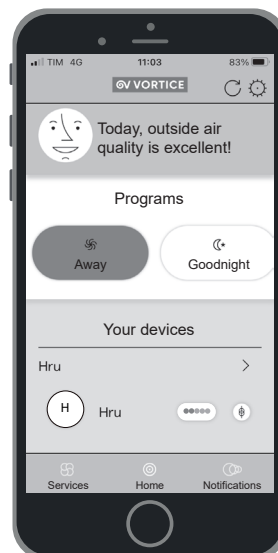 TIM 4G 11:03 83%
VORTICE
Today, outside air
quality is excellent!
Programs
Away Goodnight
Your devices
Hru
H Hru
Services Home Notifications